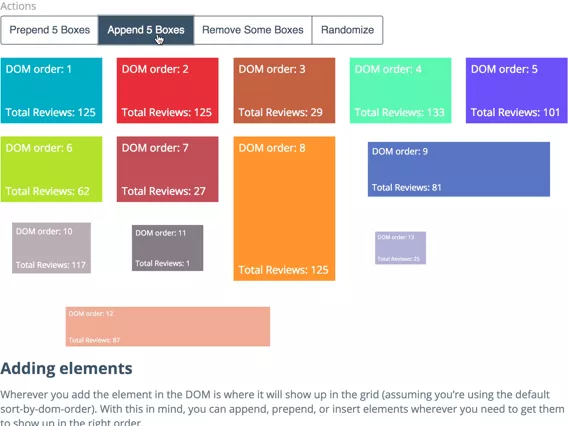 Actions
Prepend 5 Boxes Append 5 Boxes Remove Some Boxes Randomize
DOM order: 1
Total Reviews: 125
DOM order: 2
Total Reviews: 125
DOM order: 3
Total Reviews: 29
DOM order: 4
Total Reviews: 133
DOM order: 5
Total Reviews: 101
DOM order: 6
Total Reviews: 62
DOM order: 7
Total Reviews: 27
DOM order: 8
Total Reviews: 125
DOM order: 9
Total Reviews: 81
DOM order: 10
Total Reviews: 117
DOM order: 11
Total Reviews: 1
DOM order: 13
Total Reviews: 25
DOM order: 12
Total Reviews: 87
Adding elements
Wherever you add the element in the DOM is where it will show up in the grid (assuming you're using the default
sort-by-dom-order). With this in mind, you can append, prepend, or insert elements wherever you need to get them
to show up in the right order.